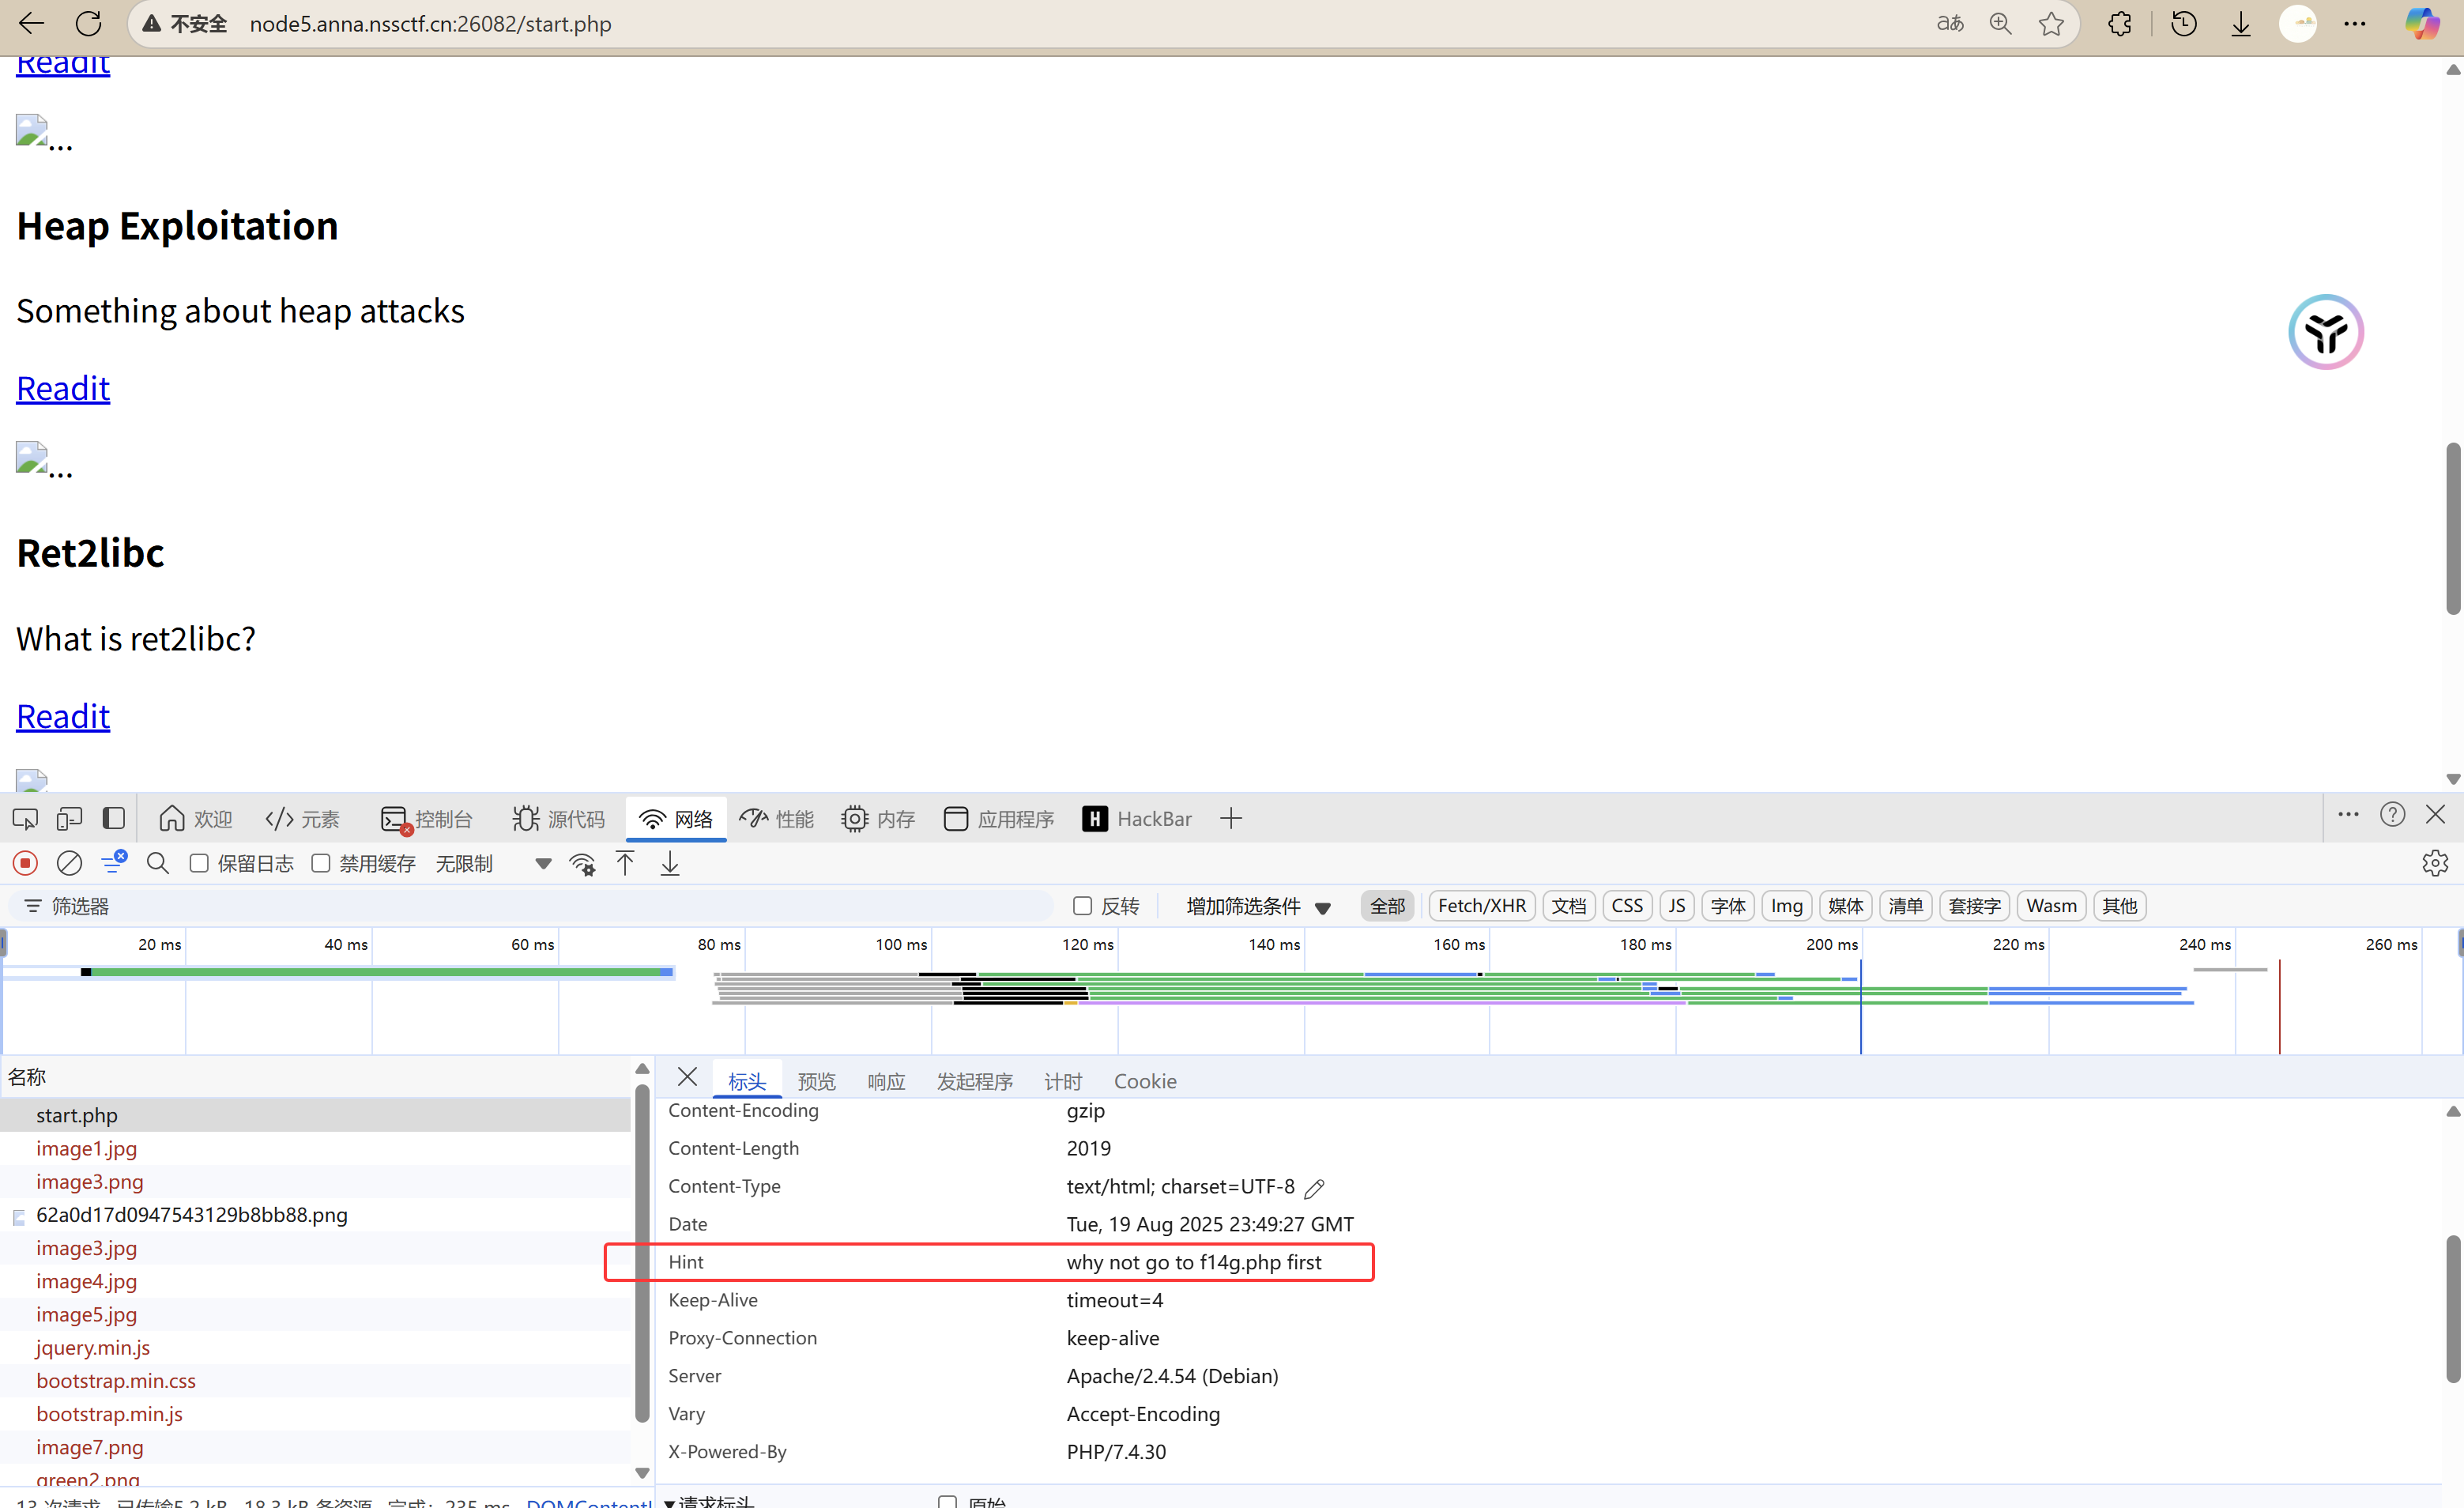 不安全 node5.anna.nssctf.cn:26082/start.php aあ
Readit
...
Heap Exploitation
Something about heap attacks
Readit
...
Ret2libc
What is ret2libc?
Readit
欢迎 元素 控制台 源代码 网络 性能 内存 应用程序 H HackBar
保留日志 禁用缓存 无限制
筛选器 反转 增加筛选条件 全部 Fetch/XHR 文档 CSS JS 字体 Img 媒体 清单 套接字 Wasm 其他
20 ms 40 ms 60 ms 80 ms 100 ms 120 ms 140 ms 160 ms 180 ms 200 ms 220 ms 240 ms 260 ms
名称
start.php
image1.jpg
image3.png
62a0d17d0947543129b8bb88.png
image3.jpg
image4.jpg
image5.jpg
jquery.min.js
bootstrap.min.css
bootstrap.min.js
image7.png
green2.png
13 次请求 已传输5.2 kB 18.3 kB 条资源 完成: 235 ms DOMContentL
标头 预览 响应 发起程序 计时 Cookie
Content-Encoding gzip
Content-Length 2019
Content-Type text/html; charset=UTF-8
Date Tue, 19 Aug 2025 23:49:27 GMT
Hint why not go to f14g.php first
Keep-Alive timeout=4
Proxy-Connection keep-alive
Server Apache/2.4.54 (Debian)
Vary Accept-Encoding
X-Powered-By PHP/7.4.30
请求标头 原始